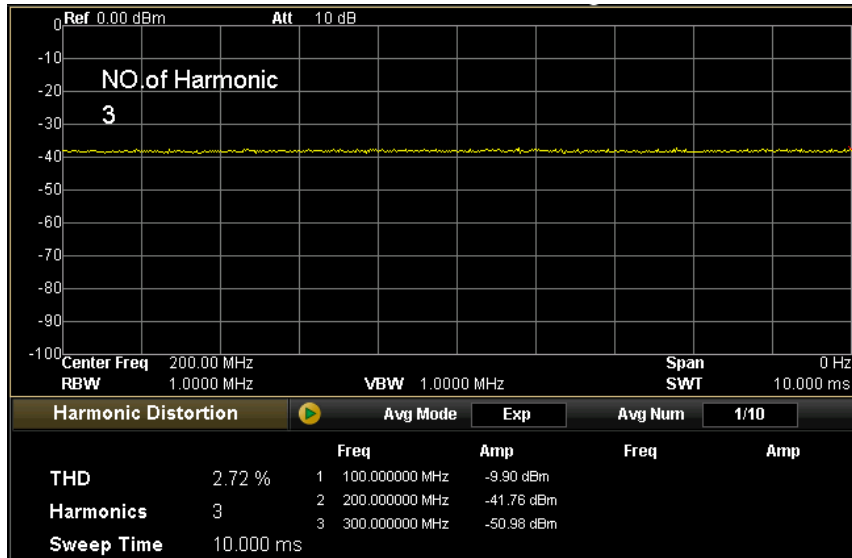 Ref 0.00 dBm Att 10 dB
0
-10
NO.of Harmonic
-20
3
-30
-40
-50
-60
-70
-80
-90
-100
Center Freq 200.00 MHz Span 0 Hz
RBW 1.0000 MHz VBW 1.0000 MHz SWT 10.000 ms
Harmonic Distortion Avg Mode Exp Avg Num 1/10
Freq Amp Freq Amp
THD 2.72 % 1 100.000000 MHz -9.90 dBm
2 200.000000 MHz -41.76 dBm
Harmonics 3
3 300.000000 MHz -50.98 dBm
Sweep Time 10.000 ms